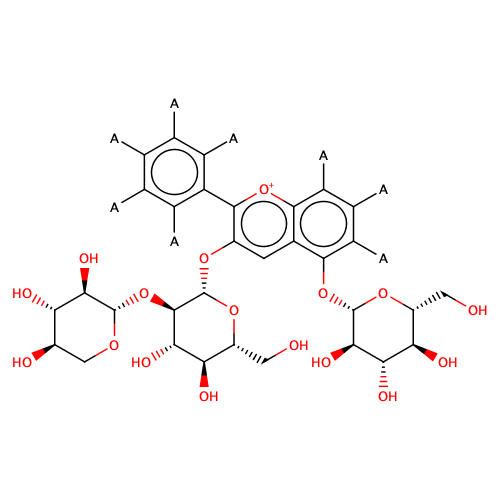 A
A A
A A
A O+ A
A A A
OH O O
HO O O OH
HO O HO OH HO OH
OH OH